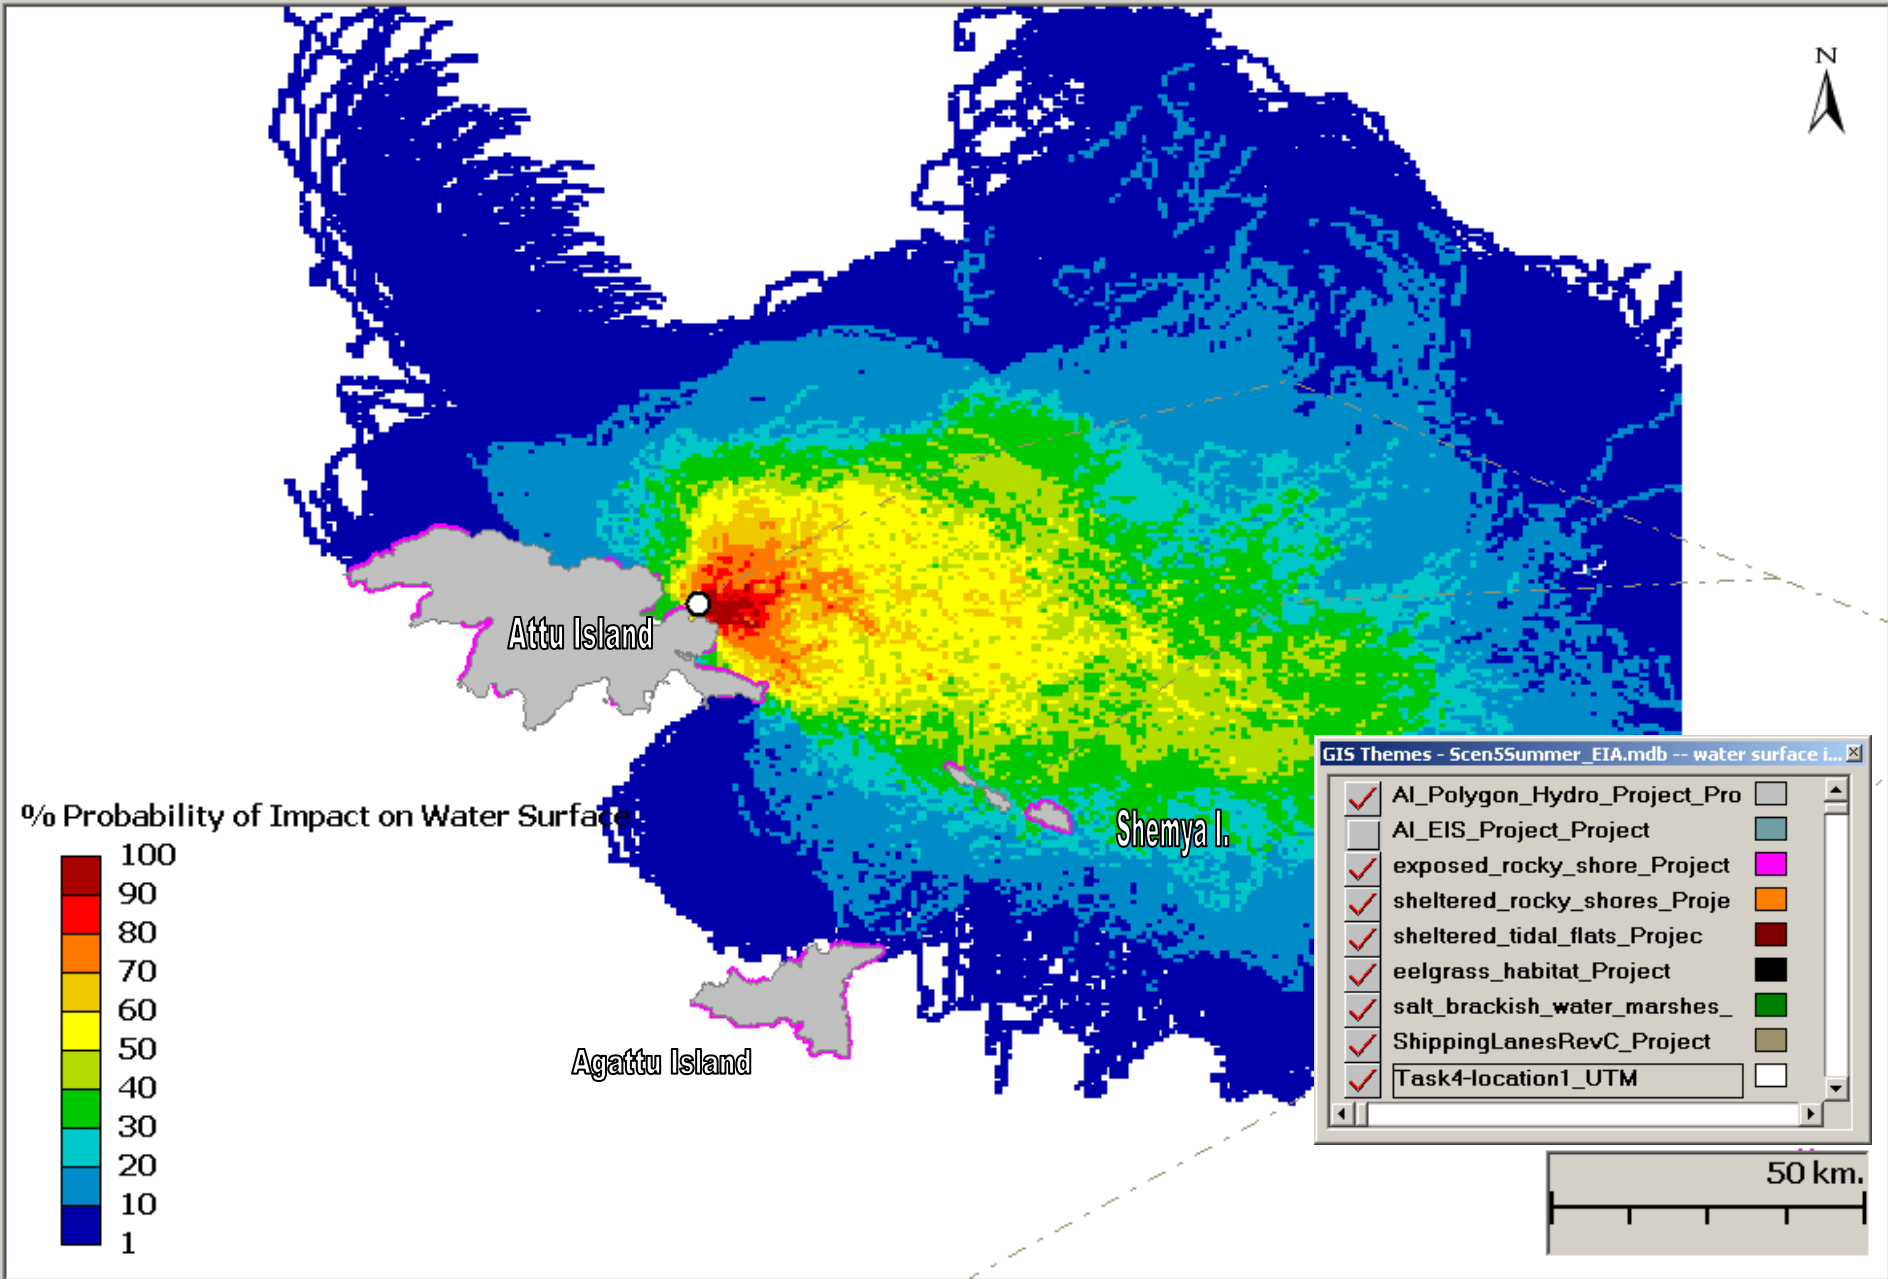 N
Attu Island
% Probability of Impact on Water Surface
Shemya I.
Agattu Island
100
90
80
70
60
50
40
30
20
10
1
GIS Themes - Scen5Summer_EIA.mdb -- water surface i...
AI_Polygon_Hydro_Project_Pro
AI_EIS_Project_Project
exposed_rocky_shore_Project
sheltered_rocky_shores_Proje
sheltered_tidal_flats_Projec
eelgrass_habitat_Project
salt_brackish_water_marshes_
ShippingLanesRevC_Project
Task4-location1_UTM
50 km.